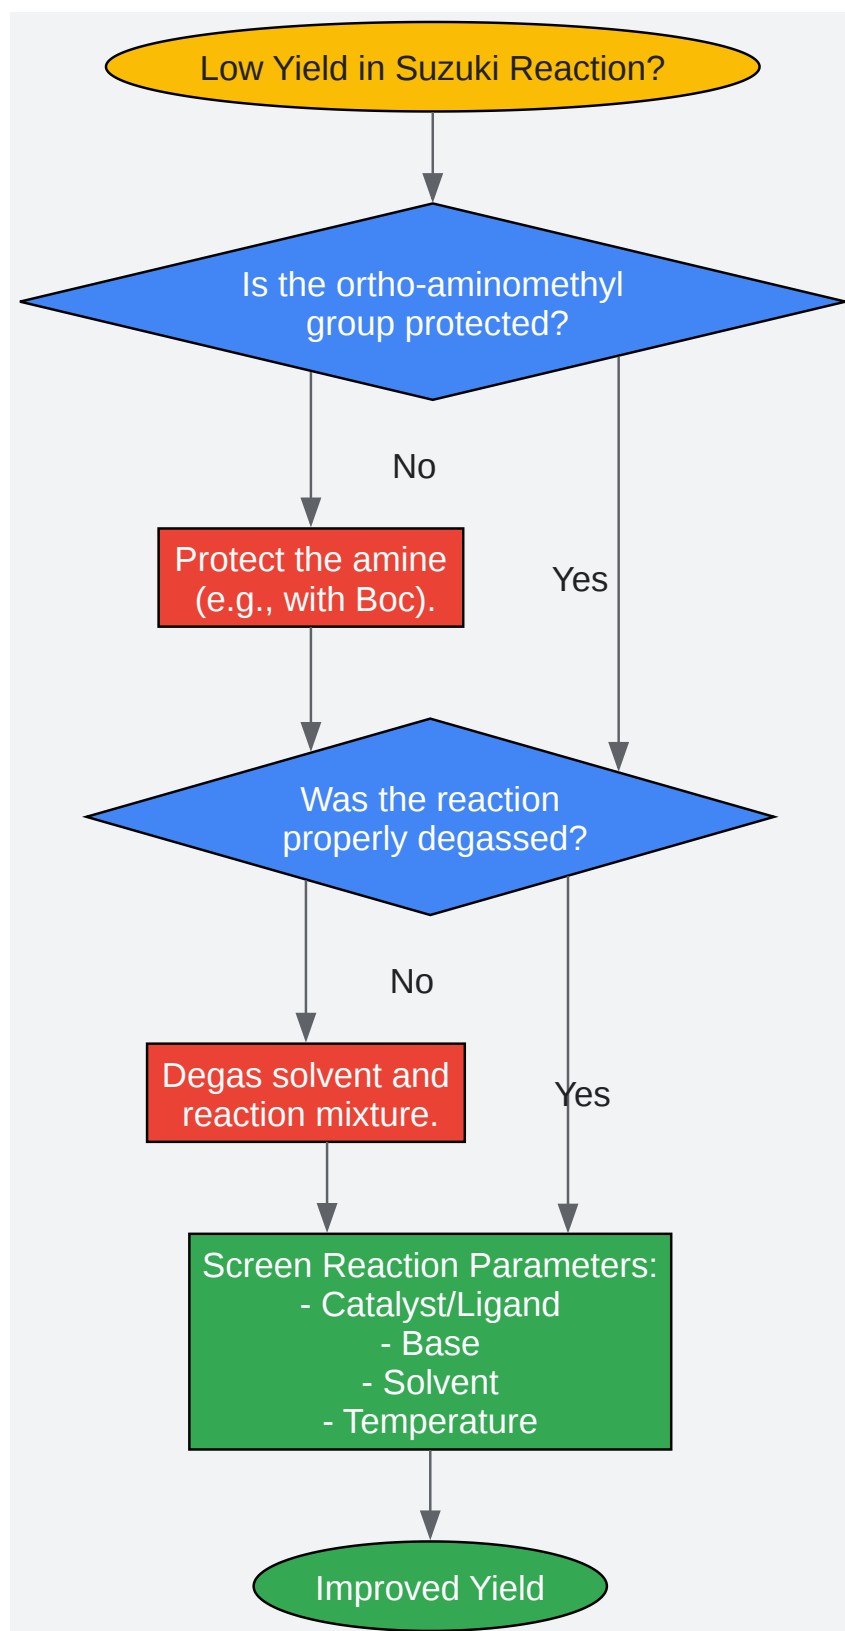 Low Yield in Suzuki Reaction?
Is the ortho-aminomethyl
group protected?
No
Protect the amine
(e.g., with Boc).
Yes
Was the reaction
properly degassed?
No
Degas solvent and
reaction mixture.
Yes
Screen Reaction Parameters:
- Catalyst/Ligand
- Base
- Solvent
- Temperature
Improved Yield